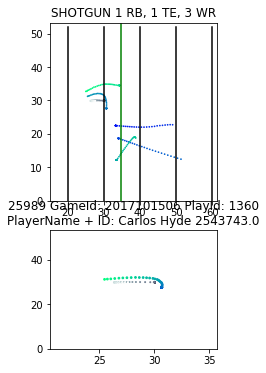 SHOTGUN 1 RB, 1 TE, 3 WR
50
40
30
20
10
0
20 30 40 50 60
25989 GameId: 2017101506 PlayId: 1360
PlayerName + ID: Carlos Hyde 2543743.0
40
20
0
25 30 35